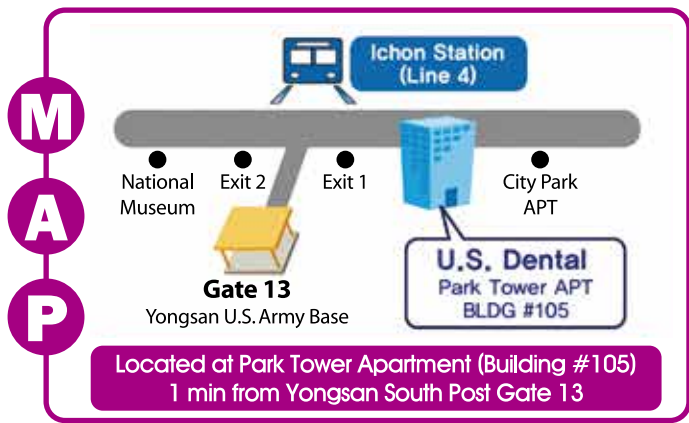 MAP
Ichon Station
(Line 4)
National
Museum
Exit 2
Exit 1
City Park
APT
Gate 13
Yongsan U.S. Army Base
U.S. Dental
Park Tower APT
BLDG #105
Located at Park Tower Apartment (Building #105)
1 min from Yongsan South Post Gate 13